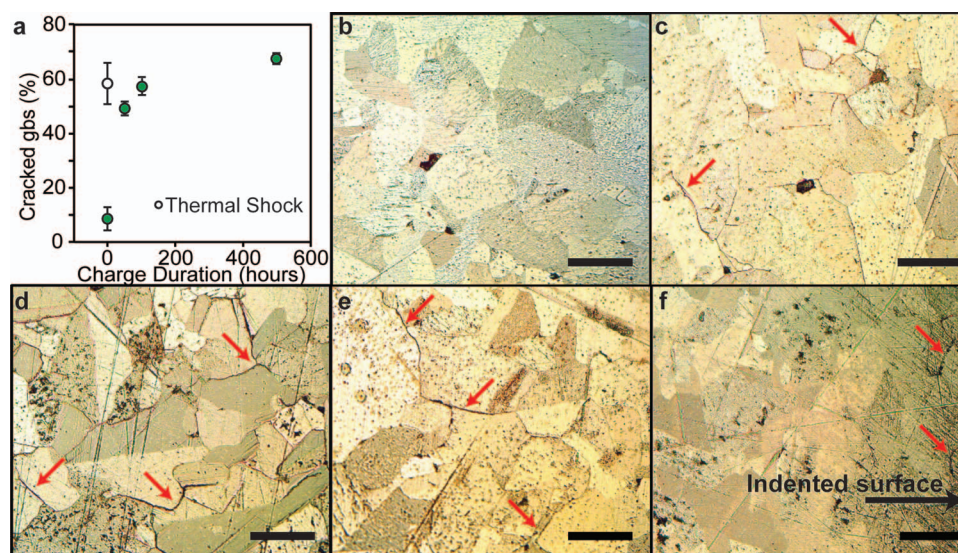 a
80
60
40
20
0
Cracked gbs (%)
Thermal Shock
0 200 400 600
Charge Duration (hours)
b
c
d
e
f
Indented surface